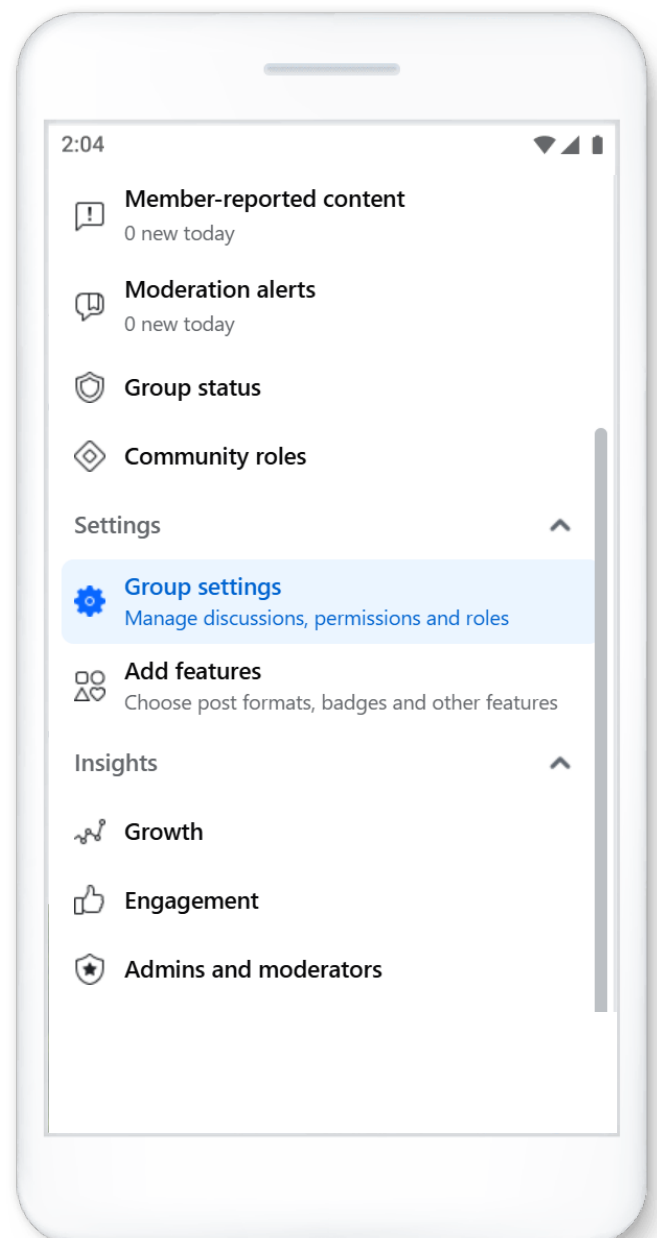 2:04
Member-reported content
0 new today
Moderation alerts
0 new today
Group status
Community roles
Settings
Group settings
Manage discussions, permissions and roles
Add features
Choose post formats, badges and other features
Insights
Growth
Engagement
Admins and moderators